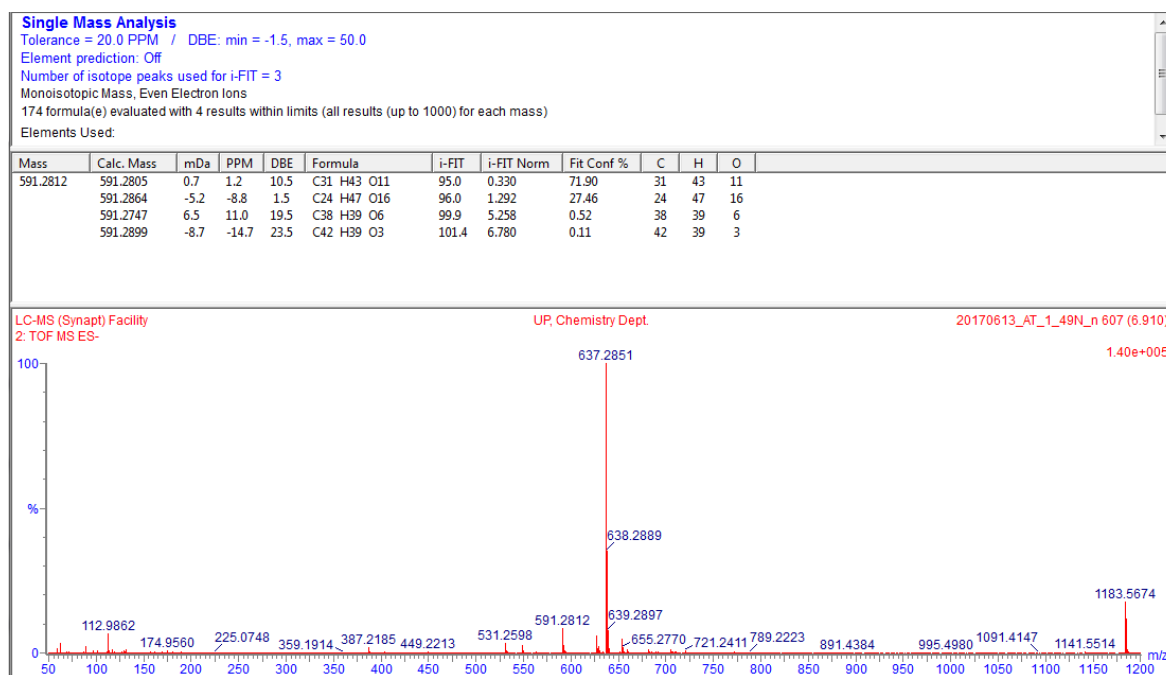 Single Mass Analysis
Tolerance = 20.0 PPM / DBE: min = -1.5, max = 50.0
Element prediction: Off
Number of isotope peaks used for i-FIT = 3
Monoisotopic Mass, Even Electron Ions
174 formula(e) evaluated with 4 results within limits (all results (up to 1000) for each mass)
Elements Used:
Mass Calc. Mass mDa PPM DBE Formula i-FIT i-FIT Norm Fit Conf % C H O
591.2812 591.2805 0.7 1.2 10.5 C31 H43 O11 95.0 0.330 71.90 31 43 11
591.2864 -5.2 -8.8 1.5 C24 H47 O16 96.0 1.292 27.46 24 47 16
591.2747 6.5 11.0 19.5 C38 H39 O6 99.9 5.258 0.52 38 39 6
591.2899 -8.7 -14.7 23.5 C42 H39 O3 101.4 6.780 0.11 42 39 3
LC-MS (Synapt) Facility UP, Chemistry Dept. 20170613_AT_1_49N_n 607 (6.910)
2: TOF MS ES-
1.40e+005
100
637.2851
%
638.2889
1183.5674
112.9862
591.2812
639.2897
174.9560
225.0748
359.1914
387.2185
449.2213
531.2598
655.2770
721.2411
789.2223
891.4384
995.4980
1091.4147
1141.5514
0
50 100 150 200 250 300 350 400 450 500 550 600 650 700 750 800 850 900 950 1000 1050 1100 1150 1200 m/z